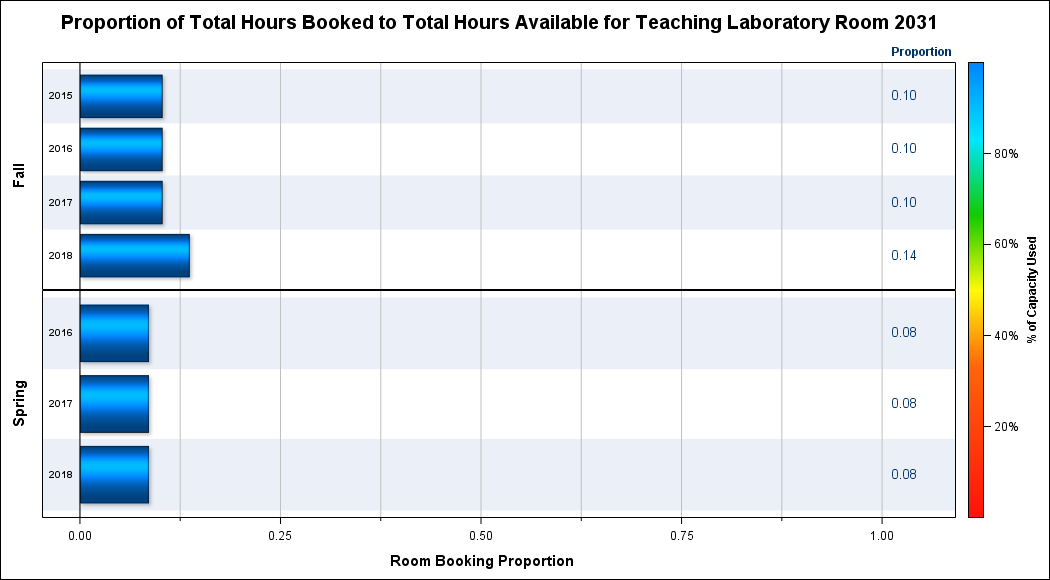 Proportion of Total Hours Booked to Total Hours Available for Teaching Laboratory Room 2031
Proportion
Fall
2015 0.10
2016 0.10
2017 0.10
2018 0.14
Spring
2016 0.08
2017 0.08
2018 0.08
0.00 0.25 0.50 0.75 1.00
Room Booking Proportion
80%
60%
40%
20%
% of Capacity Used